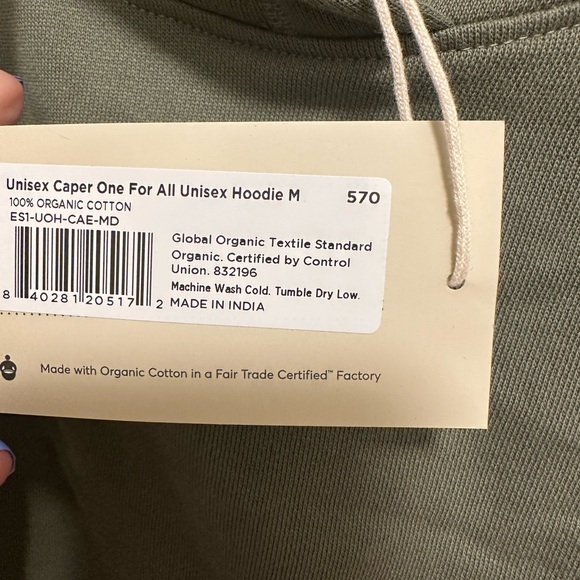 Unisex Caper One For All Unisex Hoodie M 570
100% ORGANIC COTTON
ES1-UOH-CAE-MD
Global Organic Textile Standard
Organic. Certified by Control
Union. 832196
Machine Wash Cold. Tumble Dry Low.
MADE IN INDIA
8 40281 20517 2
Made with Organic Cotton in a Fair Trade Certified™ Factory